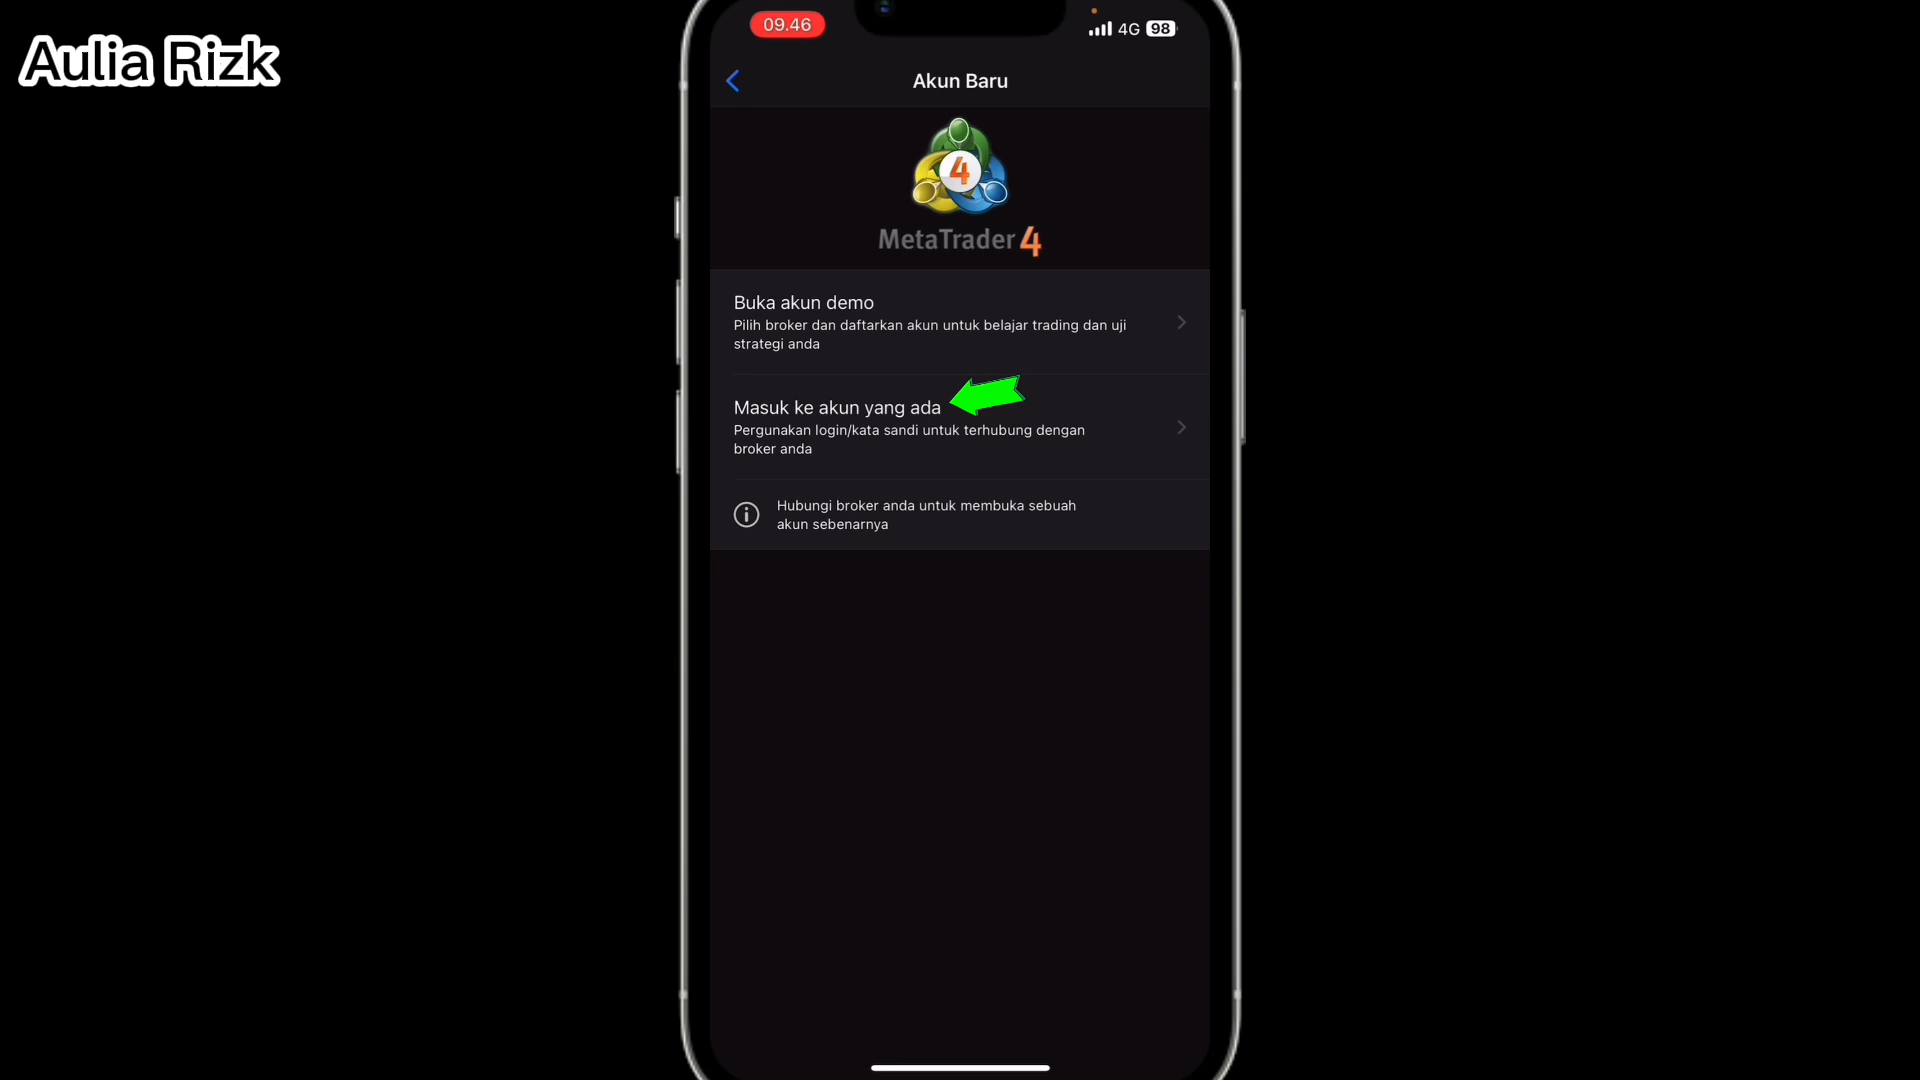 Aulia Rizk
09.46
4G 98
Akun Baru
4
MetaTrader 4
Buka akun demo
Pilih broker dan daftarkan akun untuk belajar trading dan uji
strategi anda
Masuk ke akun yang ada
Pergunakan login/kata sandi untuk terhubung dengan
broker anda
Hubungi broker anda untuk membuka sebuah
akun sebenarnya